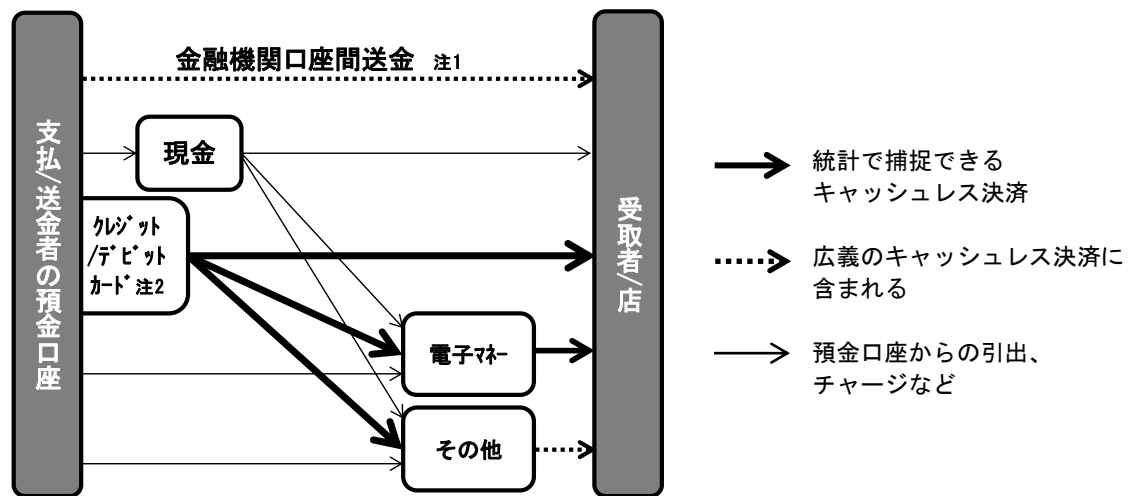 金融機関口座間送金 注1
支払/送金者の預金口座
現金
ｸﾚｼﾞｯﾄ
/ﾃﾞﾋﾞｯﾄ
ｶｰﾄﾞ注2
電子ﾏﾈｰ
その他
受取者/店
統計で捕捉できる
キャッシュレス決済
広義のキャッシュレス決済に
含まれる
預金口座からの引出、
チャージなど